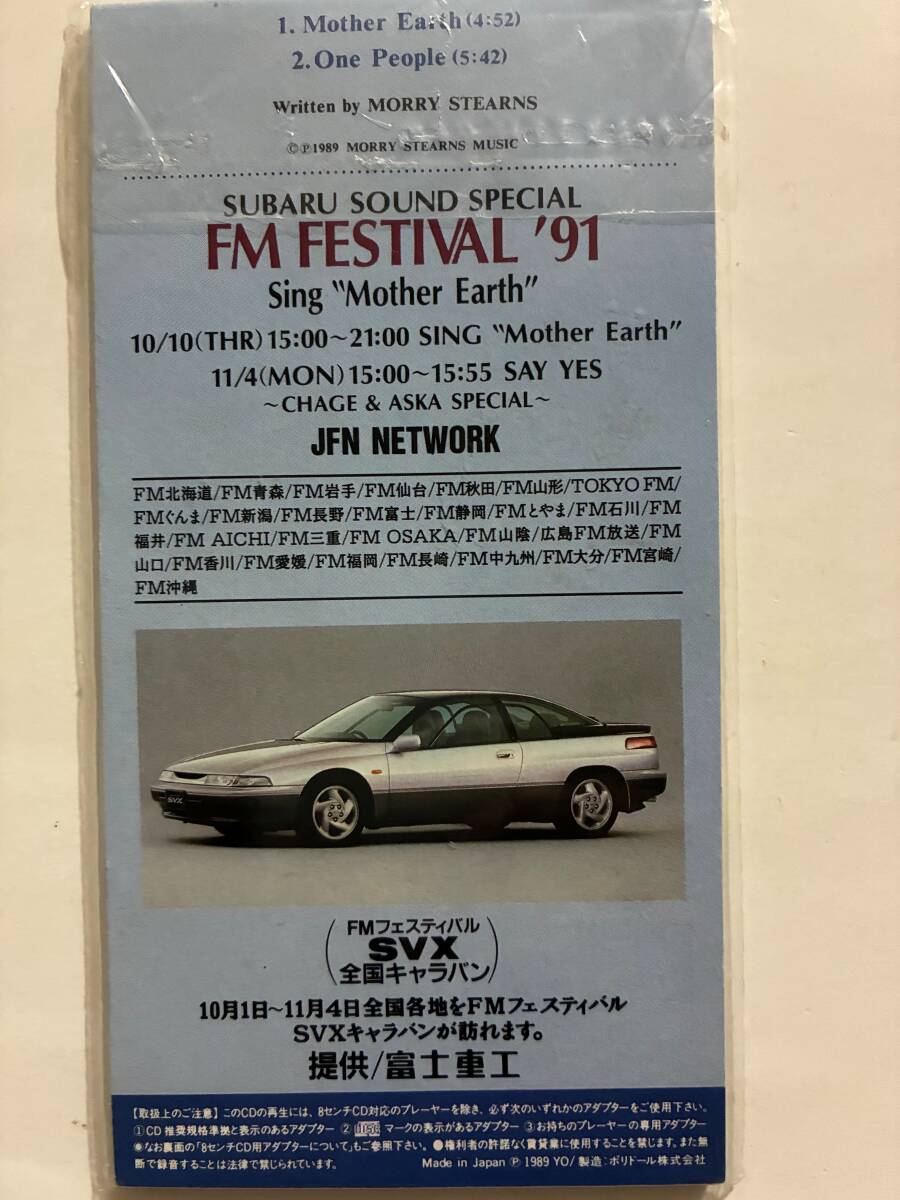 1. Mother Earth (4:52)
2. One People (5:42)
Written by MORRY STEARNS
©℗1989 MORRY STEARNS MUSIC
SUBARU SOUND SPECIAL
FM FESTIVAL '91
Sing "Mother Earth"
10/10(THR) 15:00~21:00 SING "Mother Earth"
11/4(MON) 15:00~15:55 SAY YES
~CHAGE & ASKA SPECIAL~
JFN NETWORK
FM北海道/FM青森/FM岩手/FM仙台/FM秋田/FM山形/TOKYO FM/
FMぐんま/FM新潟/FM長野/FM富士/FM静岡/FMとやま/FM石川/FM
福井/FM AICHI/FM三重/FM OSAKA/FM山陰/広島FM放送/FM
山口/FM香川/FM愛媛/FM福岡/FM長崎/FM中九州/FM大分/FM宮崎/
FM沖縄
SVX
FMフェスティバル
SVX
全国キャラバン
10月1日~11月4日全国各地をFMフェスティバル
SVXキャラバンが訪れます。
提供/富士重工
【取扱上のご注意】このCDの再生には、8センチCD対応のプレーヤーを除き、必ず次のいずれかのアダプターをご使用下さい。
①CD推奨規格準拠と表示のあるアダプター ② マークの表示があるアダプター ③お持ちのプレーヤーの専用アダプター
●なお裏面の「8センチCD用アダプターについて」もご参照下さい。 ●権利者の許諾なく賃貸業に使用することを禁じます。また無
断で録音することは法律で禁じられています。 Made in Japan ℗ 1989 YO/製造:ポリドール株式会社